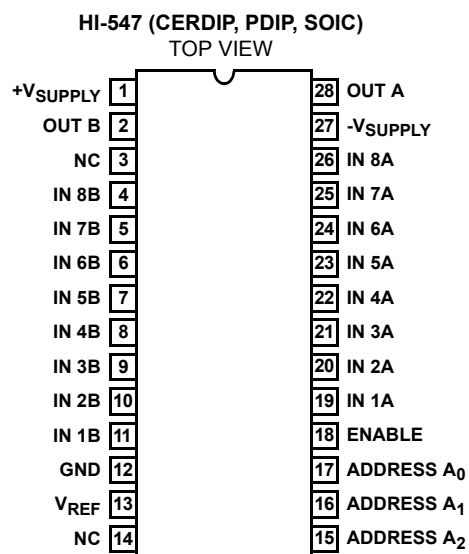 HI-547 (CERDIP, PDIP, SOIC)
TOP VIEW
+VSUPPLY 1 28 OUT A
OUT B 2 27 -VSUPPLY
NC 3 26 IN 8A
IN 8B 4 25 IN 7A
IN 7B 5 24 IN 6A
IN 6B 6 23 IN 5A
IN 5B 7 22 IN 4A
IN 4B 8 21 IN 3A
IN 3B 9 20 IN 2A
IN 2B 10 19 IN 1A
IN 1B 11 18 ENABLE
GND 12 17 ADDRESS A0
VREF 13 16 ADDRESS A1
NC 14 15 ADDRESS A2